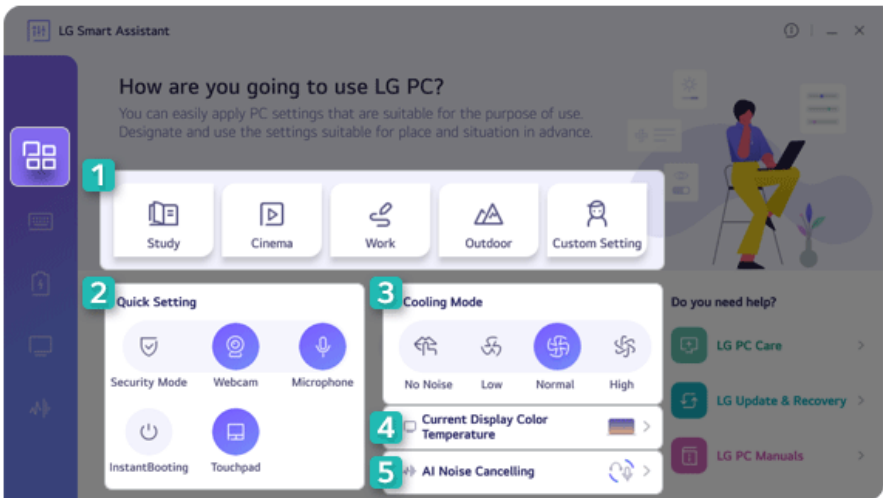 LG Smart Assistant
How are you going to use LG PC?
You can easily apply PC settings that are suitable for the purpose of use.
Designate and use the settings suitable for place and situation in advance.
1
Study
Cinema
Work
Outdoor
Custom Setting
2
Quick Setting
Security Mode
Webcam
Microphone
InstantBooting
Touchpad
3
Cooling Mode
No Noise
Low
Normal
High
4
Current Display Color
Temperature
5
AI Noise Cancelling
Do you need help?
LG PC Care
LG Update & Recovery
LG PC Manuals